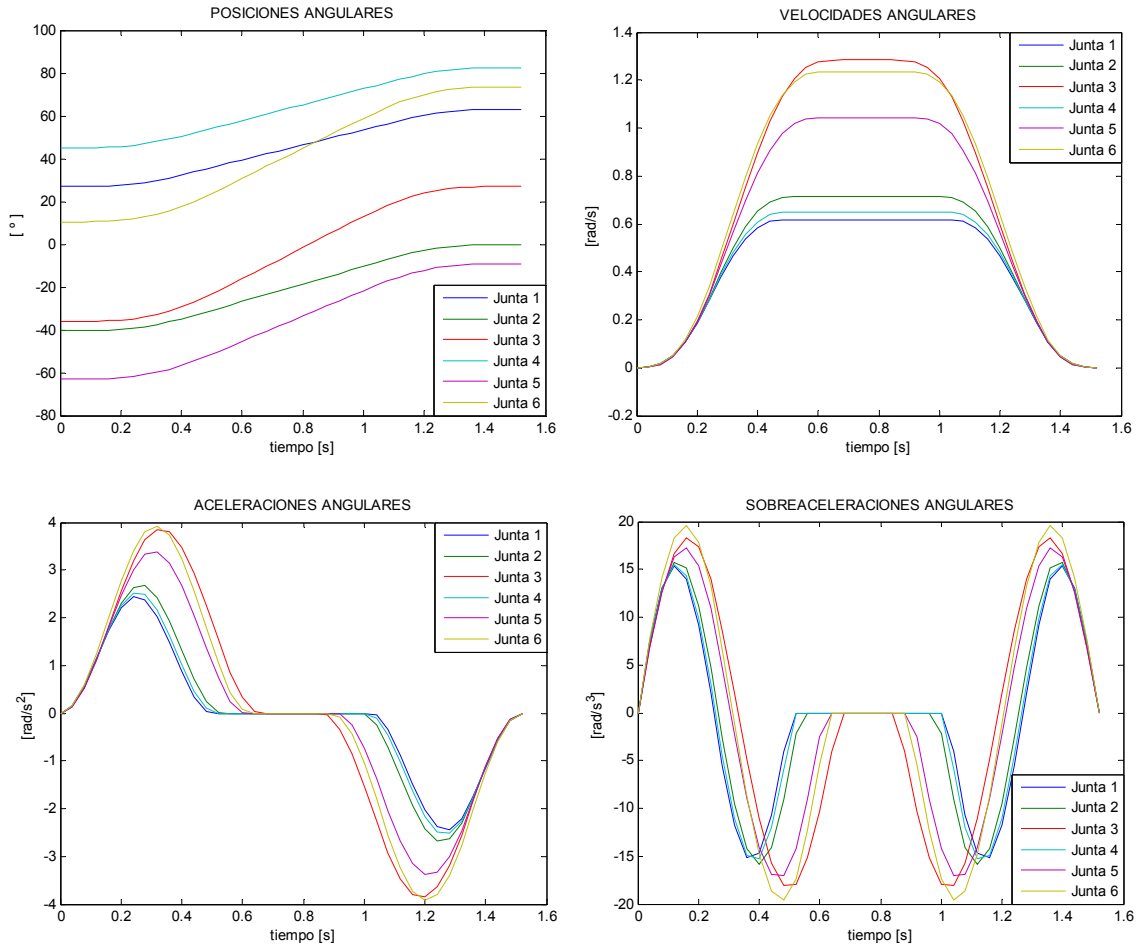 POSICIONES ANGULARES
100
80
60
40
20
0
-20
-40
-60
-80
[ º ]
0 0.2 0.4 0.6 0.8 1 1.2 1.4 1.6
tiempo [s]
Junta 1
Junta 2
Junta 3
Junta 4
Junta 5
Junta 6
VELOCIDADES ANGULARES
1.4
1.2
1
0.8
0.6
0.4
0.2
0
-0.2
[rad/s]
0 0.2 0.4 0.6 0.8 1 1.2 1.4 1.6
tiempo [s]
Junta 1
Junta 2
Junta 3
Junta 4
Junta 5
Junta 6
ACELERACIONES ANGULARES
4
3
2
1
0
-1
-2
-3
-4
[rad/s²]
0 0.2 0.4 0.6 0.8 1 1.2 1.4 1.6
tiempo [s]
Junta 1
Junta 2
Junta 3
Junta 4
Junta 5
Junta 6
SOBREACELERACIONES ANGULARES
20
15
10
5
0
-5
-10
-15
-20
[rad/s³]
0 0.2 0.4 0.6 0.8 1 1.2 1.4 1.6
tiempo [s]
Junta 1
Junta 2
Junta 3
Junta 4
Junta 5
Junta 6